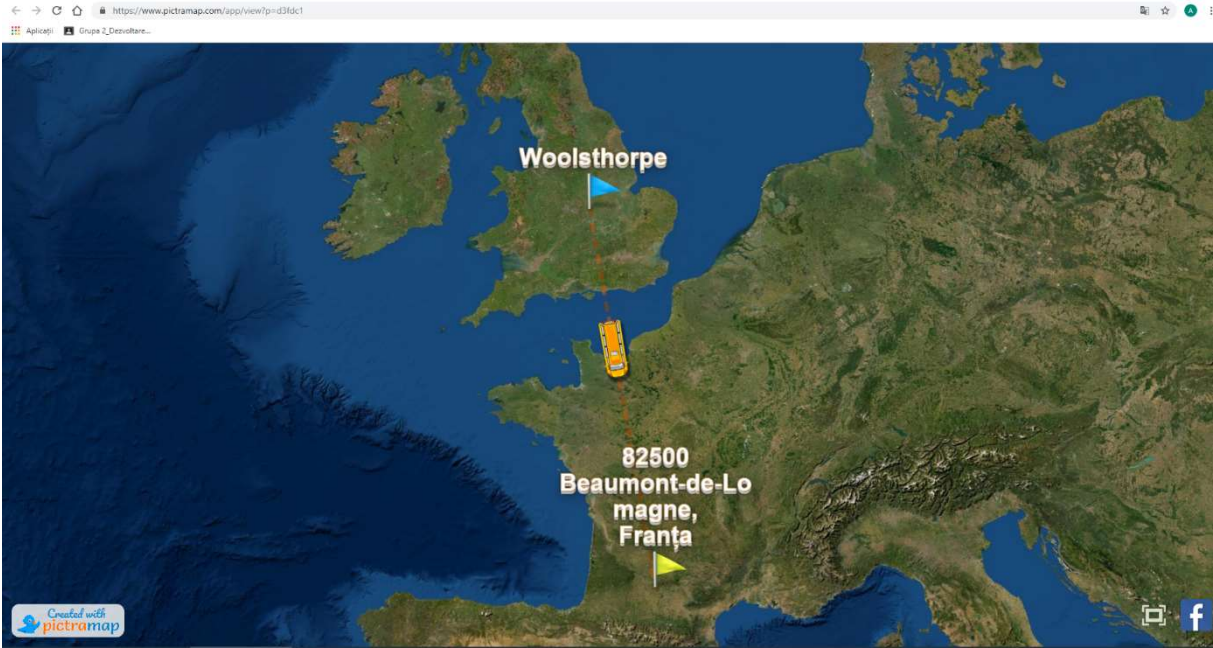 https://www.pictramap.com/app/view?p=d3fdc1
A
Aplicații Grupa 2_Dezvoltare...
Woolsthorpe
82500
Beaumont-de-Lo
magne,
Franța
Created with
pictramap
f